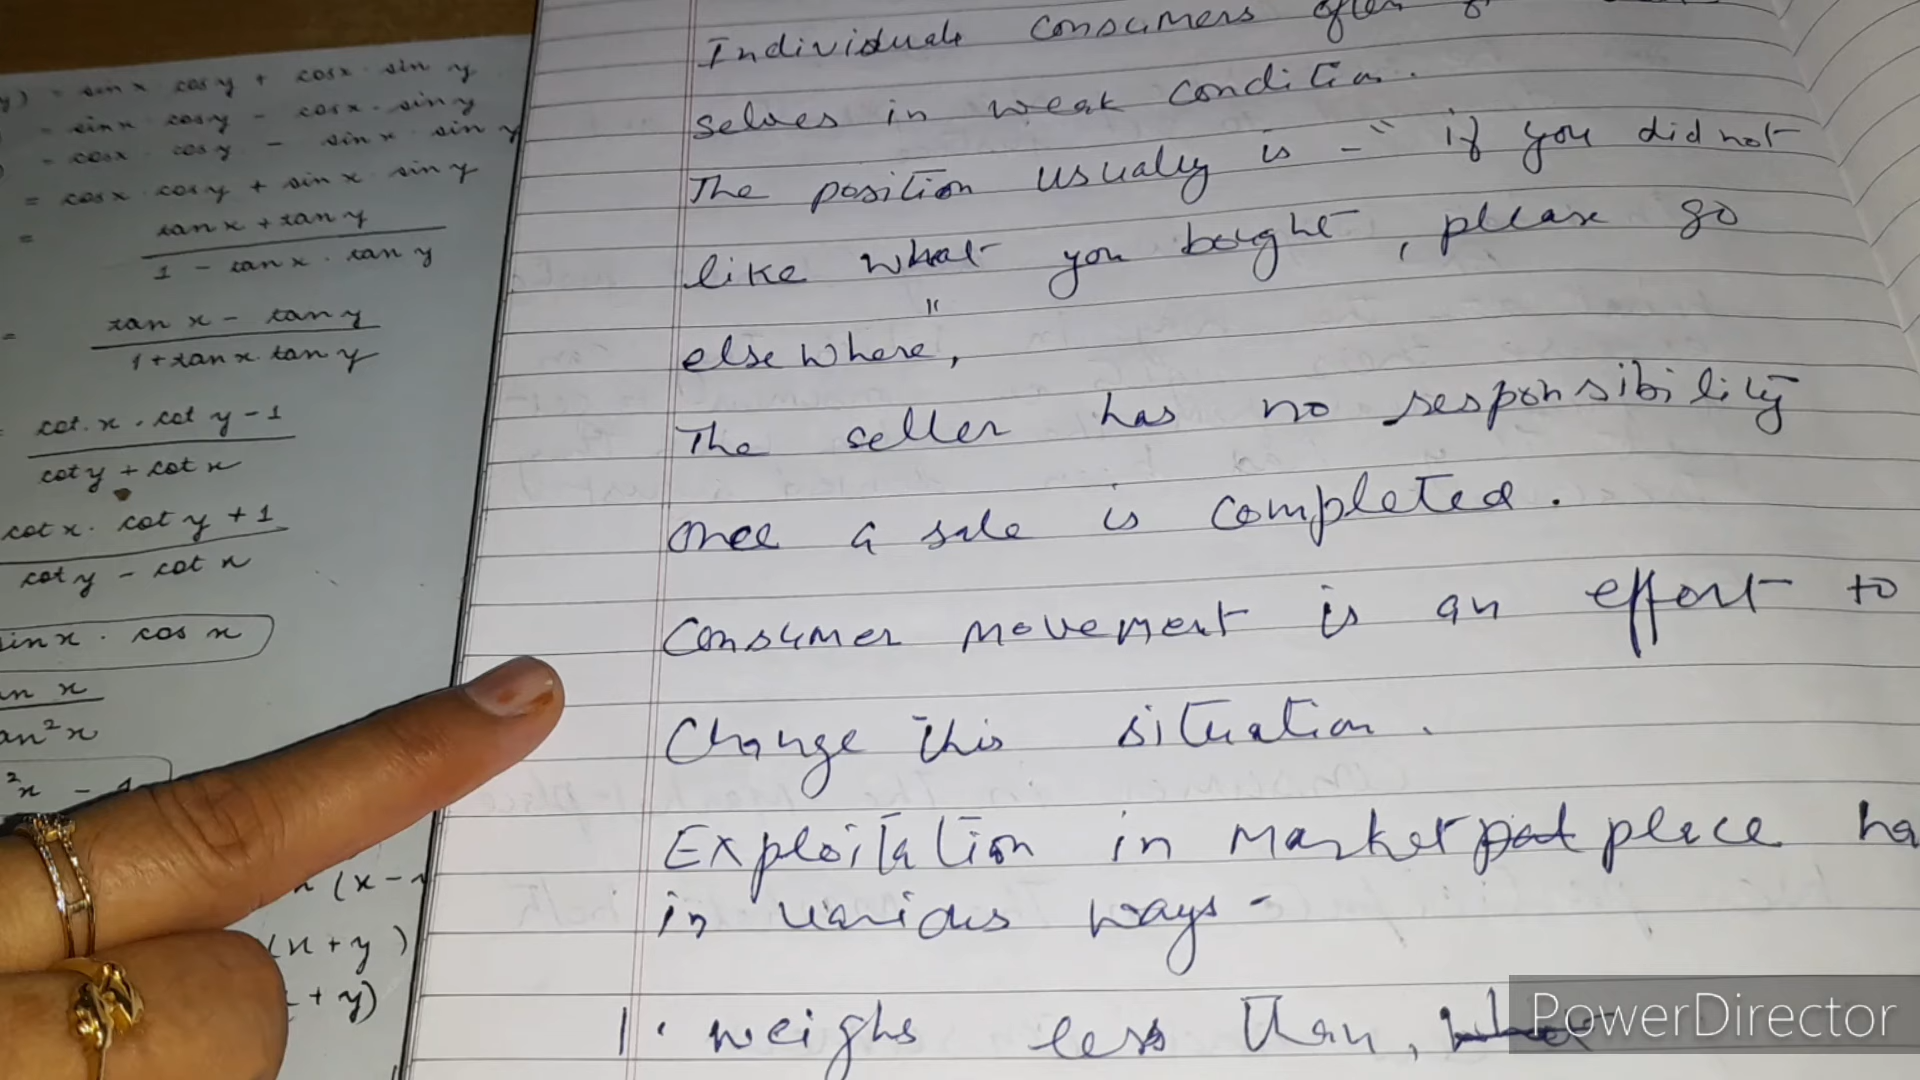 y) = sin x cos y + cos x . sin y
= sin x cos y - cos x . sin y
= cos x cos y - sin x sin y
= cos x cos y + sin x sin y
= tan x + tan y
1 - tan x . tan y
= tan x - tan y
1 + tan x . tan y
= cot x . cot y - 1
cot y + cot x
cot x . cot y + 1
cot y - cot x
sin x . cos x
an x
an²x
²x - 1
(x -
(x + y)
+ y)
Individuals consumers often
selves in weak condition.
The position usually is - " if you did not
like what you bought, please go
elsewhere,"
The seller has no responsibility
once a sale is completed.
Consumer movement is an effort to
Change this situation.
Exploitation in market place ha
in various ways -
1. weighs less than,
PowerDirector